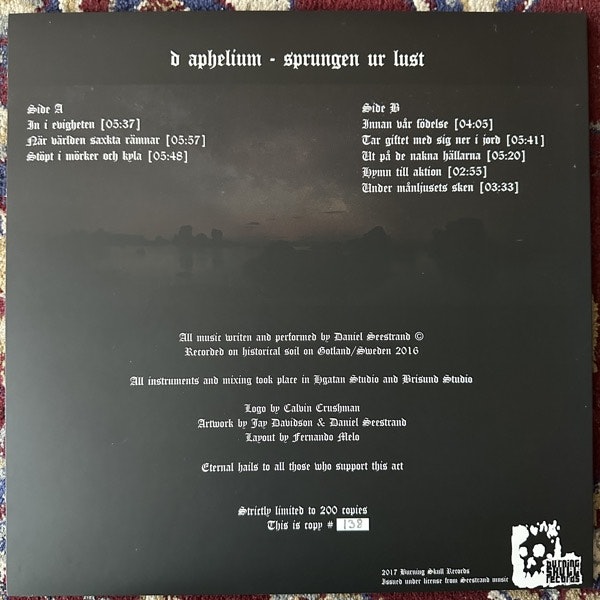 d aphelium - sprungen ur lust
Side A
In i evigheten [05:37]
När världen saxkta rämnar [05:57]
Stöpt i mörker och kyla [05:48]
Side B
Innan vår födelse [04:05]
Tar giftet med sig ner i jord [05:41]
Ut på de nakna hällarna [05:20]
Hymn till aktion [02:55]
Under månljusets sken [03:33]
All music writen and performed by Daniel Seestrand ©
Recorded on historical soil on Gotland/Sweden 2016
All instruments and mixing took place in Hgatan Studio and Brisund Studio
Logo by Calvin Crushman
Artwork by Jay Davidson & Daniel Seestrand
Layout by Fernando Melo
Eternal hails to all those who support this act
Strictly limited to 200 copies
This is copy # 138
2017 Burning Skull Records
Issued under license from Seestrand music
BURNING
SKULL
RECORDS